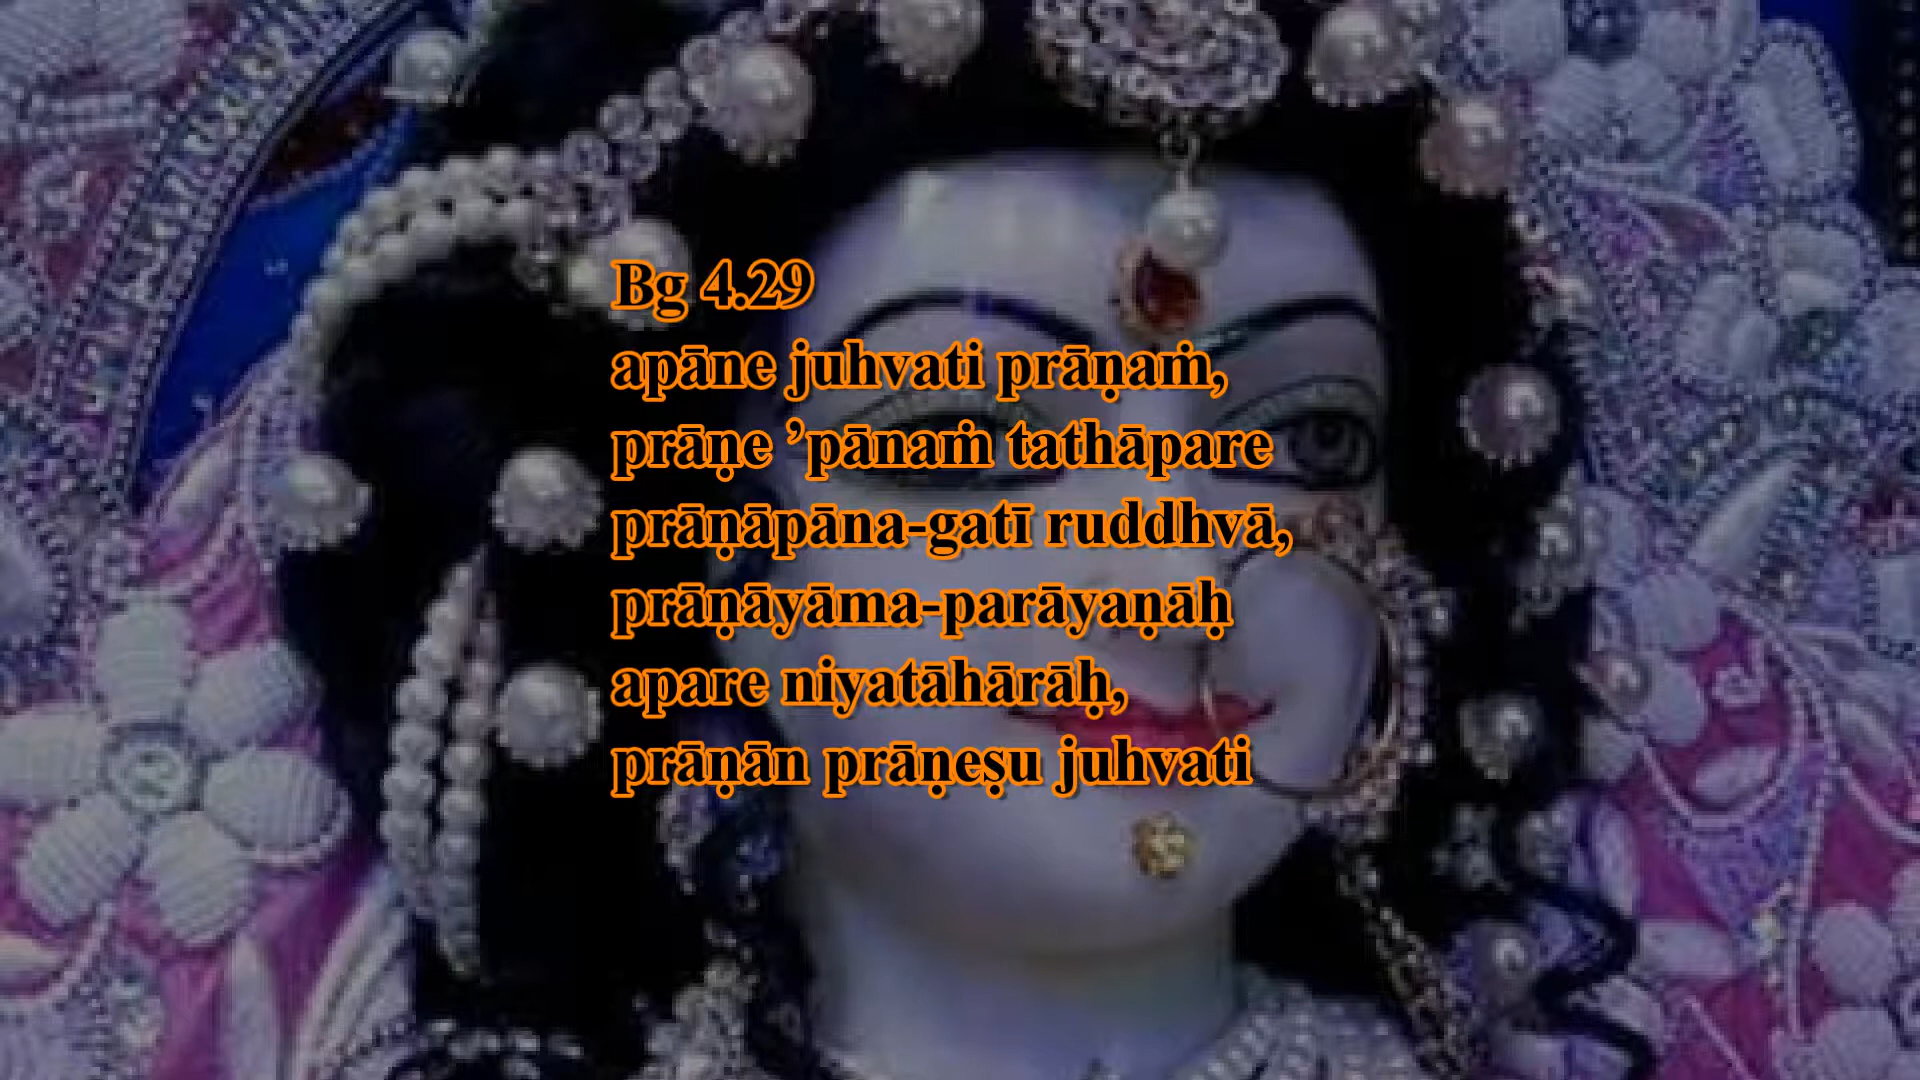 Bg 4.29
apāne juhvati prāṇaṁ,
prāṇe ’pānaṁ tathāpare
prāṇāpāna-gatī ruddhvā,
prāṇāyāma-parāyaṇāḥ
apare niyatāhārāḥ,
prāṇān prāṇeṣu juhvati